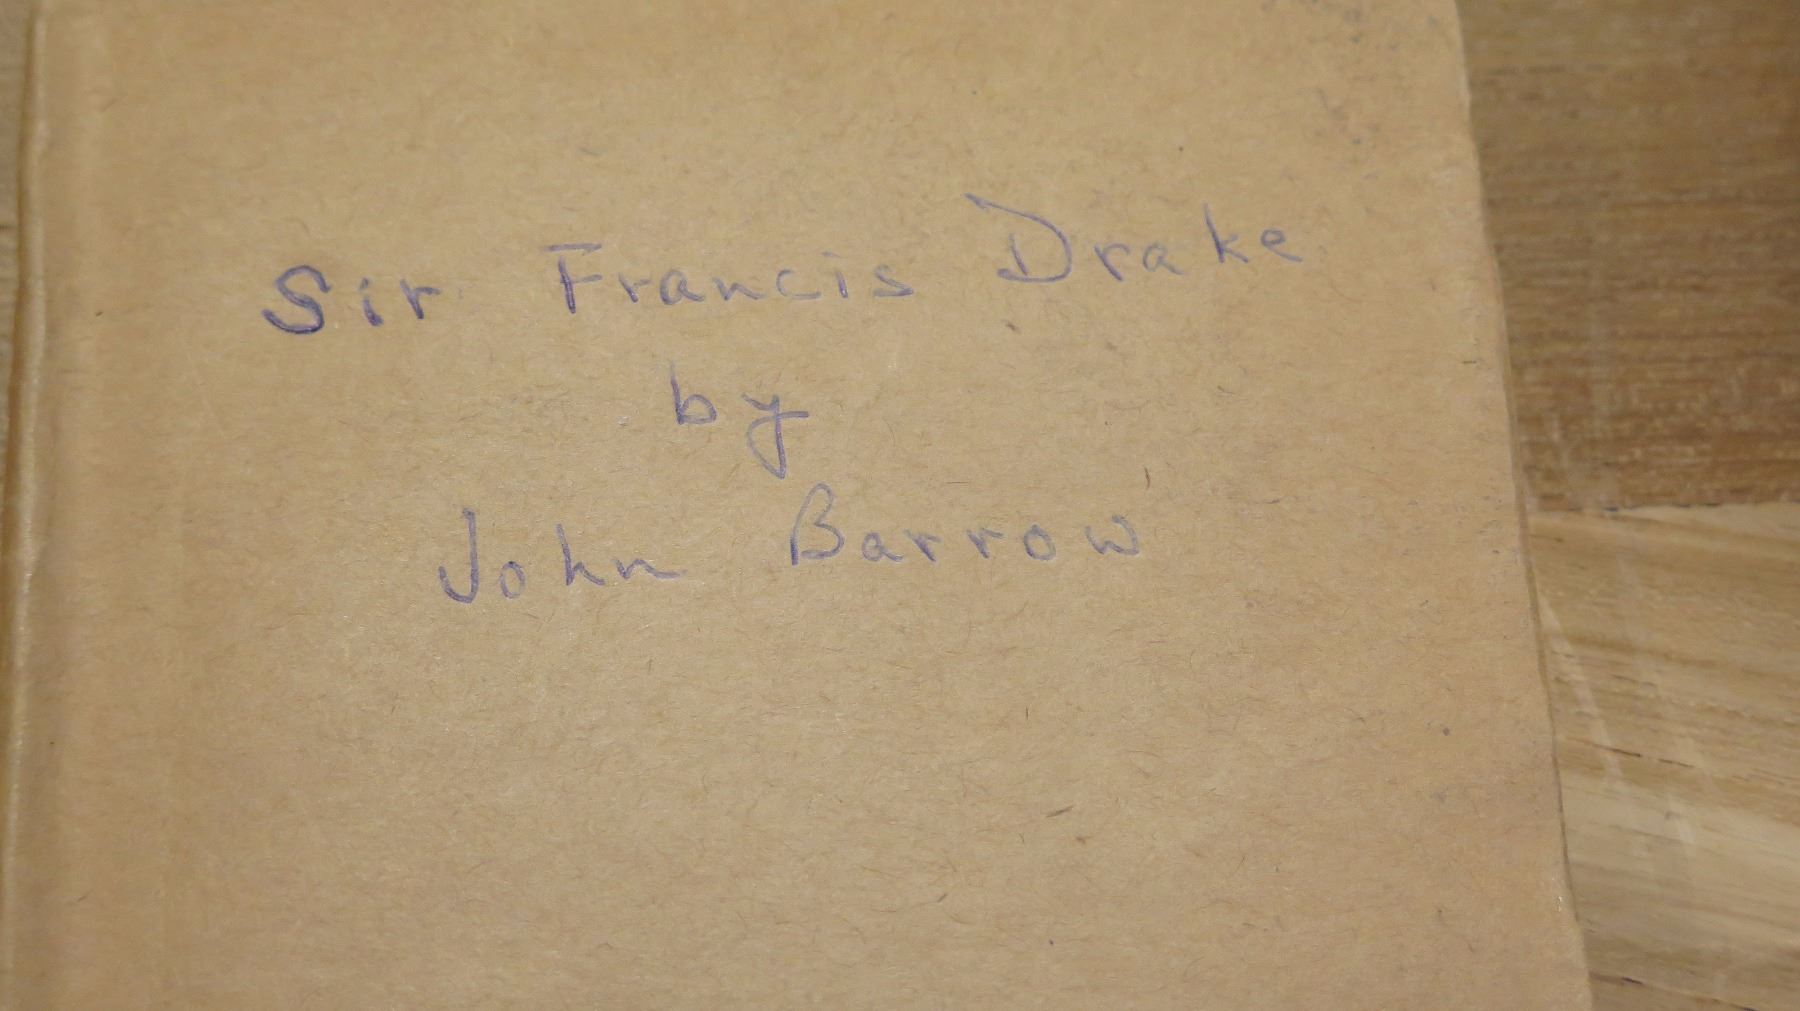 Sir Francis Drake
by
John Barrow